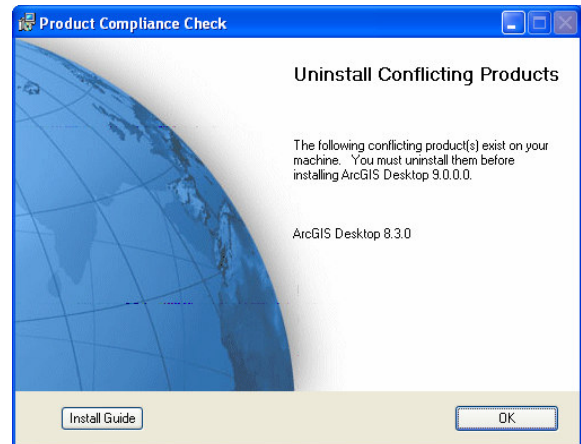 Product Compliance Check
Uninstall Conflicting Products
The following conflicting product(s) exist on your
machine. You must uninstall them before
installing ArcGIS Desktop 9.0.0.0.
ArcGIS Desktop 8.3.0
Install Guide
OK